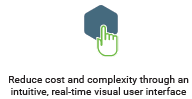 Reduce cost and complexity through an
intuitive, real-time visual user interface